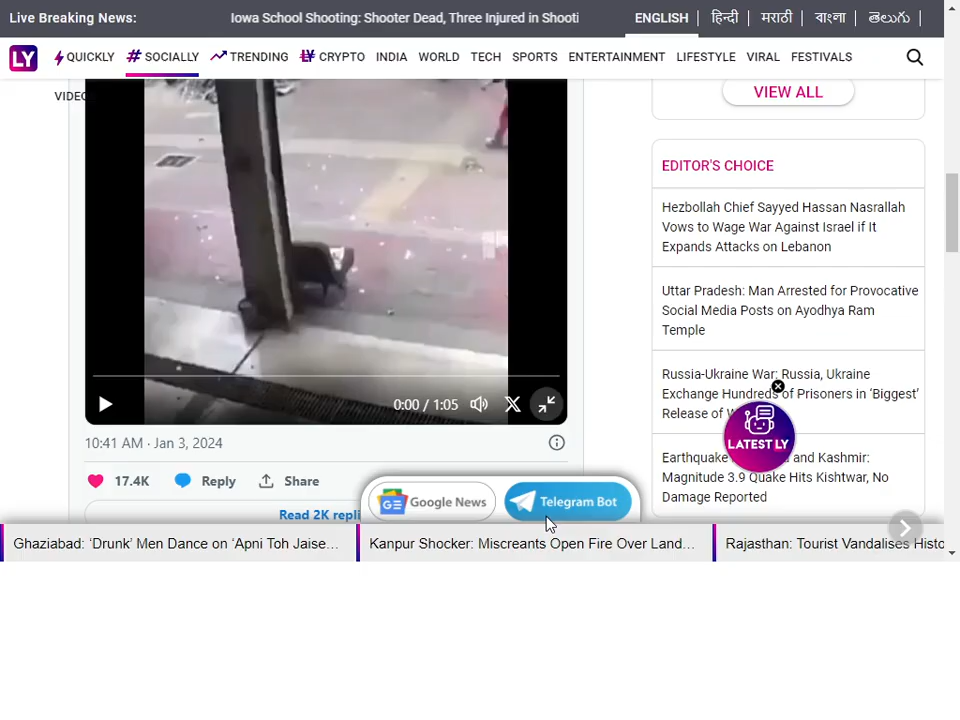 Live Breaking News:
Iowa School Shooting: Shooter Dead, Three Injured in Shooti
ENGLISH
हिन्दी
मराठी
বাংলা
తెలుగు
LY
QUICKLY
SOCIALLY
TRENDING
CRYPTO
INDIA
WORLD
TECH
SPORTS
ENTERTAINMENT
LIFESTYLE
VIRAL
FESTIVALS
VIDEO
0:00 / 1:05
10:41 AM · Jan 3, 2024
17.4K
Reply
Share
Read 2K repli
Google News
Telegram Bot
VIEW ALL
EDITOR'S CHOICE
Hezbollah Chief Sayyed Hassan Nasrallah
Vows to Wage War Against Israel if It
Expands Attacks on Lebanon
Uttar Pradesh: Man Arrested for Provocative
Social Media Posts on Ayodhya Ram
Temple
Russia-Ukraine War: Russia, Ukraine
Exchange Hundreds of Prisoners in ‘Biggest’
Release of
LATESTLY
Earthquake and Kashmir:
Magnitude 3.9 Quake Hits Kishtwar, No
Damage Reported
Ghaziabad: ‘Drunk’ Men Dance on ‘Apni Toh Jaise...
Kanpur Shocker: Miscreants Open Fire Over Land...
Rajasthan: Tourist Vandalises Histo